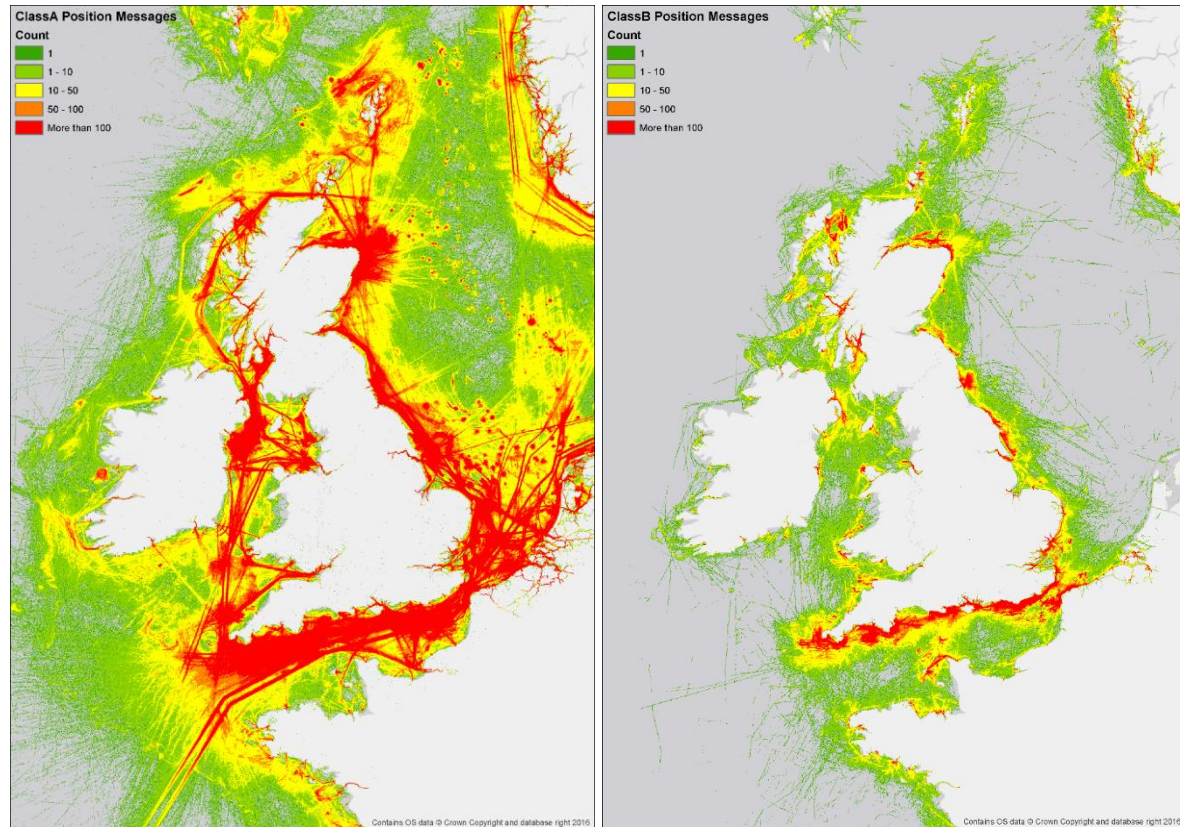 ClassA Position Messages
Count
1
1 - 10
10 - 50
50 - 100
More than 100
Contains OS data © Crown Copyright and database right 2016
ClassB Position Messages
Count
1
1 - 10
10 - 50
50 - 100
More than 100
Contains OS data © Crown Copyright and database right 2016